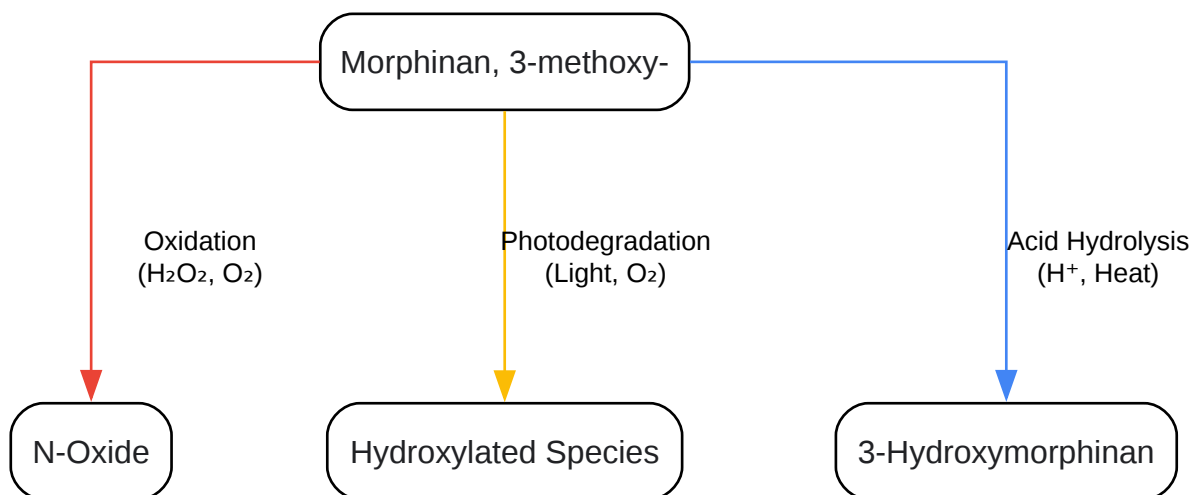 Morphinan, 3-methoxy-
Oxidation
(H₂O₂, O₂)
Photodegradation
(Light, O₂)
Acid Hydrolysis
(H⁺, Heat)
N-Oxide
Hydroxylated Species
3-Hydroxymorphinan